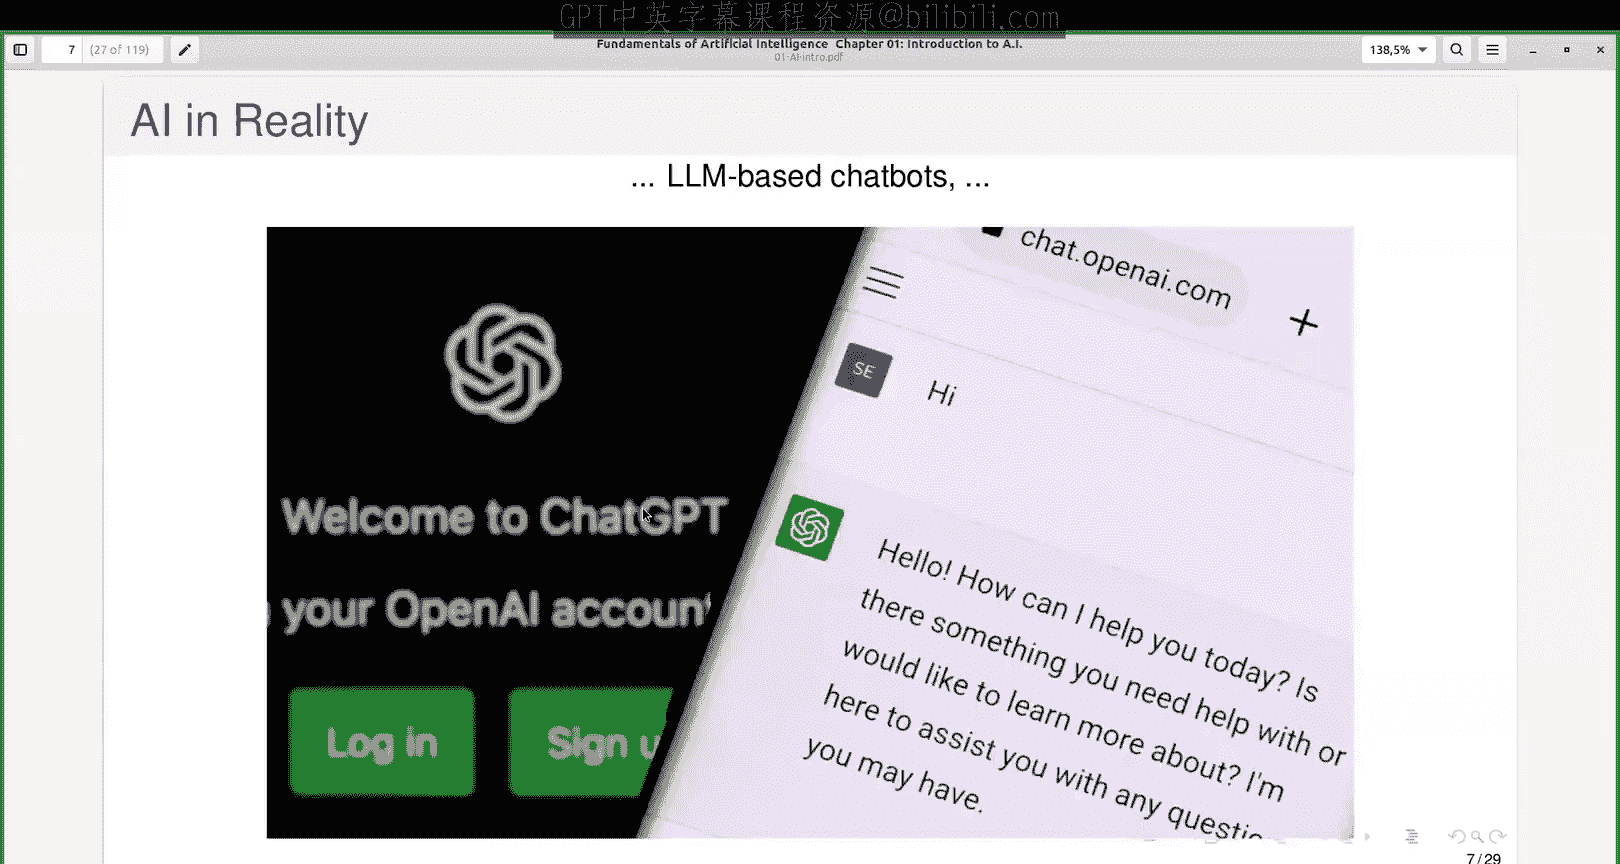 GPT中英字幕课程资源@bilibili.com
7 (27 of 119)
Fundamentals of Artificial Intelligence Chapter 01: Introduction to A.I.
01-AI-intro.pdf
138,5%
AI in Reality
... LLM-based chatbots, ...
Welcome to ChatGPT
your OpenAI account
Log in
Sign u
chat.openai.com
SE
Hi
Hello! How can I help you today? Is
there something you need help with or
would like to learn more about? I'm
here to assist you with any questio
you may have.
7/29